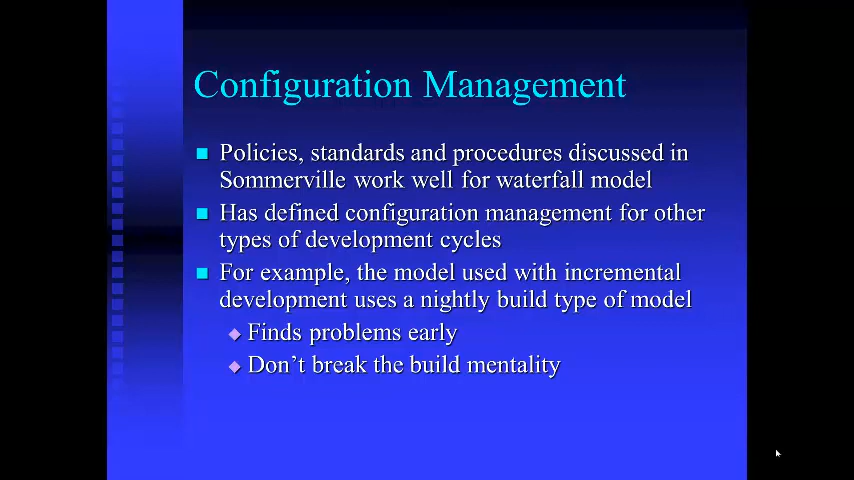 Configuration Management
Policies, standards and procedures discussed in
Sommerville work well for waterfall model
Has defined configuration management for other
types of development cycles
For example, the model used with incremental
development uses a nightly build type of model
Finds problems early
Don’t break the build mentality